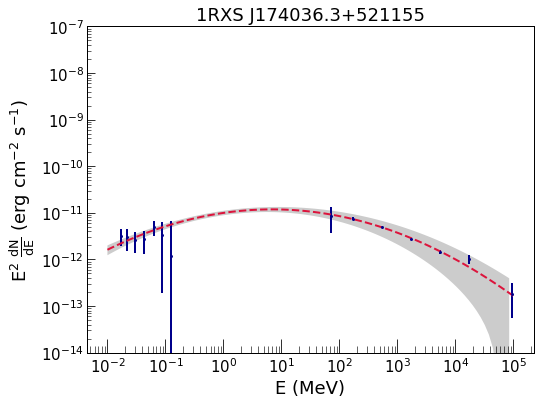 1RXS J174036.3+521155
E² dN/dE (erg cm⁻² s⁻¹)
10⁻⁷
10⁻⁸
10⁻⁹
10⁻¹⁰
10⁻¹¹
10⁻¹²
10⁻¹³
10⁻¹⁴
10⁻² 10⁻¹ 10⁰ 10¹ 10² 10³ 10⁴ 10⁵
E (MeV)